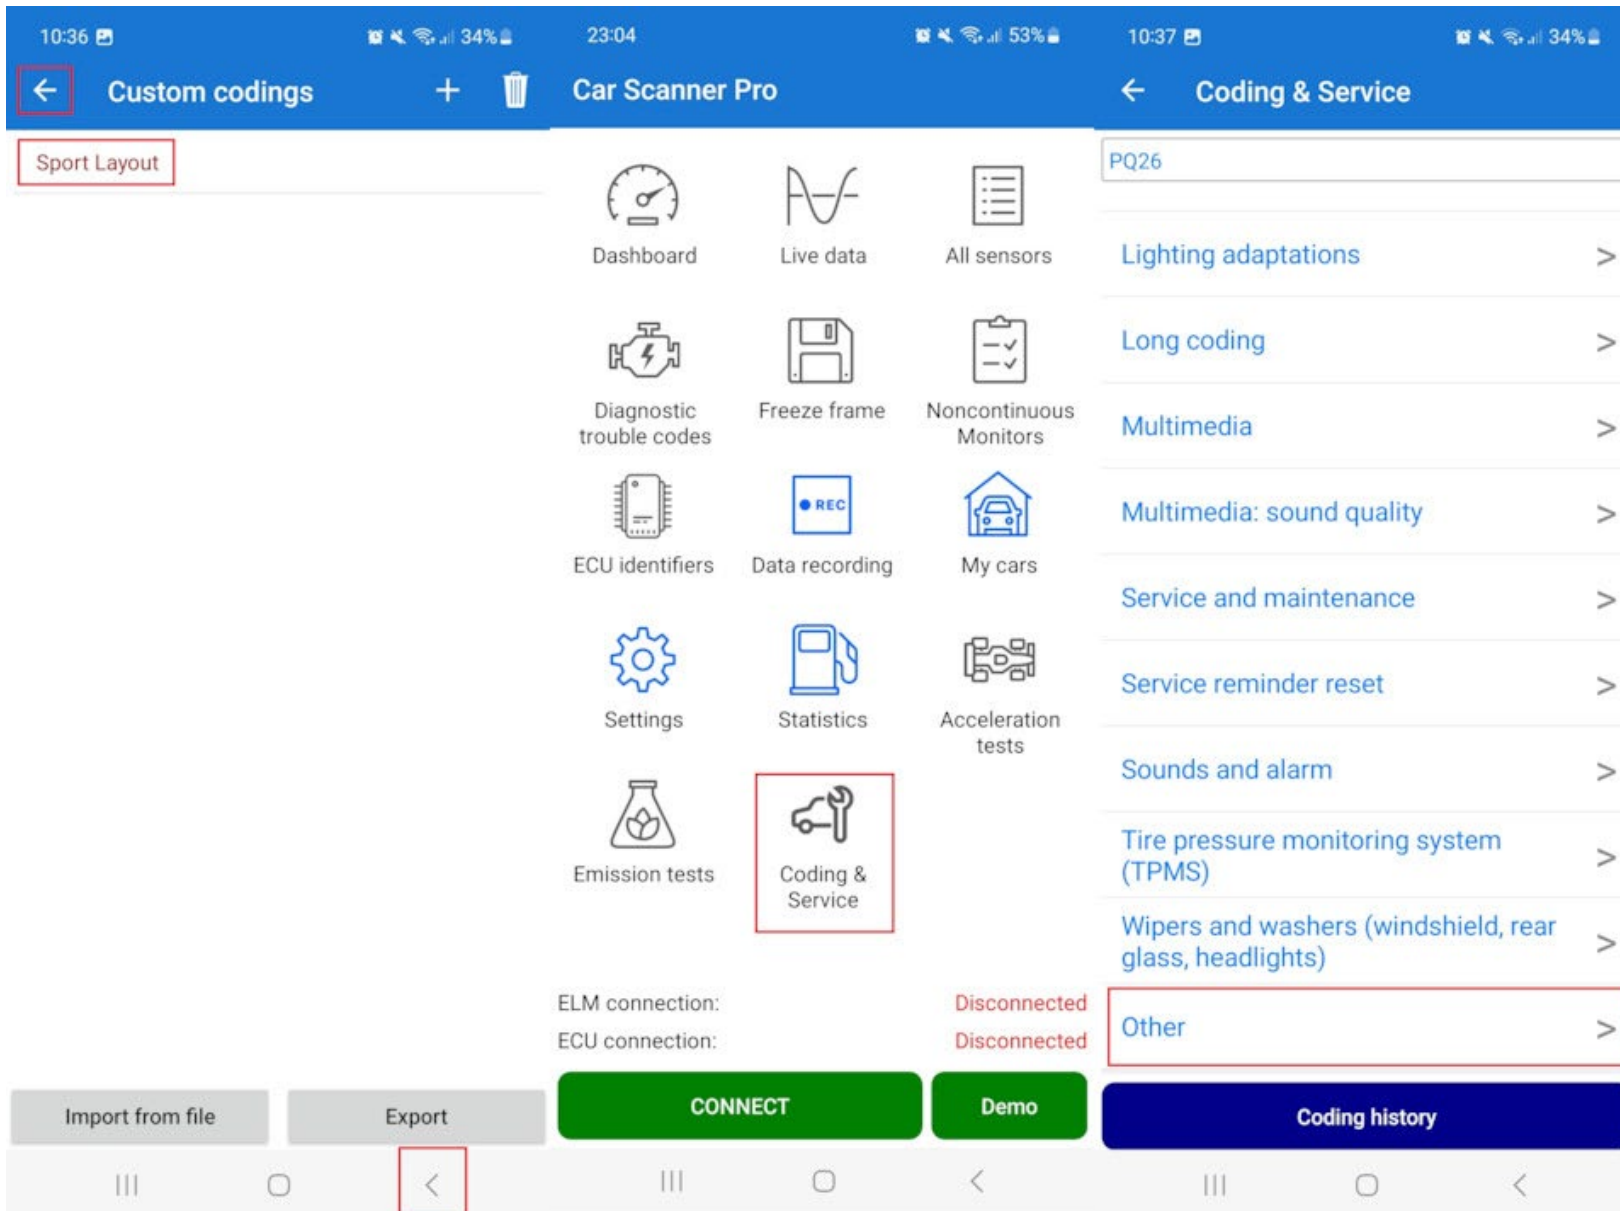 10:36
34%
Custom codings
Sport Layout
Import from file
Export
23:04
53%
Car Scanner Pro
Dashboard
Live data
All sensors
Diagnostic
trouble codes
Freeze frame
Noncontinuous
Monitors
ECU identifiers
REC
Data recording
My cars
Settings
Statistics
Acceleration
tests
Emission tests
Coding &
Service
ELM connection:
Disconnected
ECU connection:
Disconnected
CONNECT
Demo
10:37
34%
Coding & Service
PQ26
Lighting adaptations
Long coding
Multimedia
Multimedia: sound quality
Service and maintenance
Service reminder reset
Sounds and alarm
Tire pressure monitoring system
(TPMS)
Wipers and washers (windshield, rear
glass, headlights)
Other
Coding history